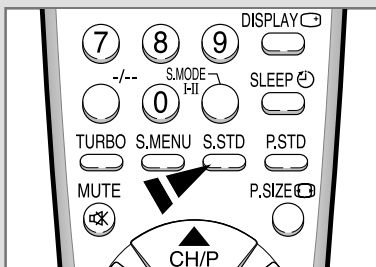 DISPLAY
7 8 9
-/-- S.MODE I-II SLEEP
0
TURBO S.MENU S.STD P.STD
MUTE P.SIZE
CH/P